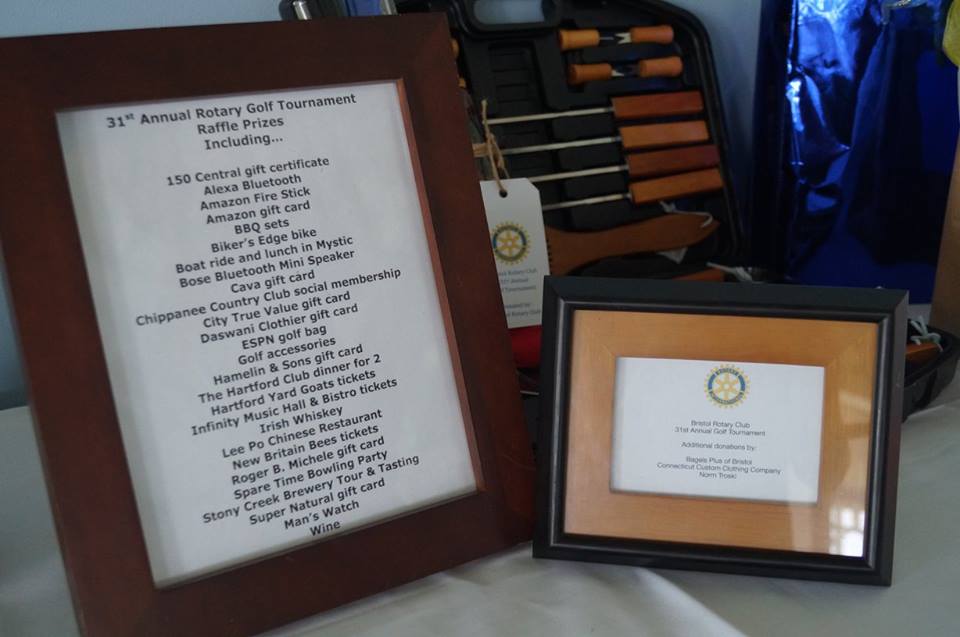 31st Annual Rotary Golf Tournament
Raffle Prizes
Including...
150 Central gift certificate
Alexa Bluetooth
Amazon Fire Stick
Amazon gift card
BBQ sets
Biker's Edge bike
Boat ride and lunch in Mystic
Bose Bluetooth Mini Speaker
Cava gift card
Chippanee Country Club social membership
City True Value gift card
Daswani Clothier gift card
ESPN golf bag
Golf accessories
Hamelin & Sons gift card
The Hartford Club dinner for 2
Hartford Yard Goats tickets
Infinity Music Hall & Bistro tickets
Irish Whiskey
Lee Po Chinese Restaurant
New Britain Bees tickets
Roger B. Michele gift card
Spare Time Bowling Party
Stony Creek Brewery Tour & Tasting
Super Natural gift card
Man's Watch
Wine
Rotary Club
Annual
Tournament
Rotary Club
Bristol Rotary Club
31st Annual Golf Tournament
Additional donations by:
Bagels Plus of Bristol
Connecticut Custom Clothing Company
Norm Troski